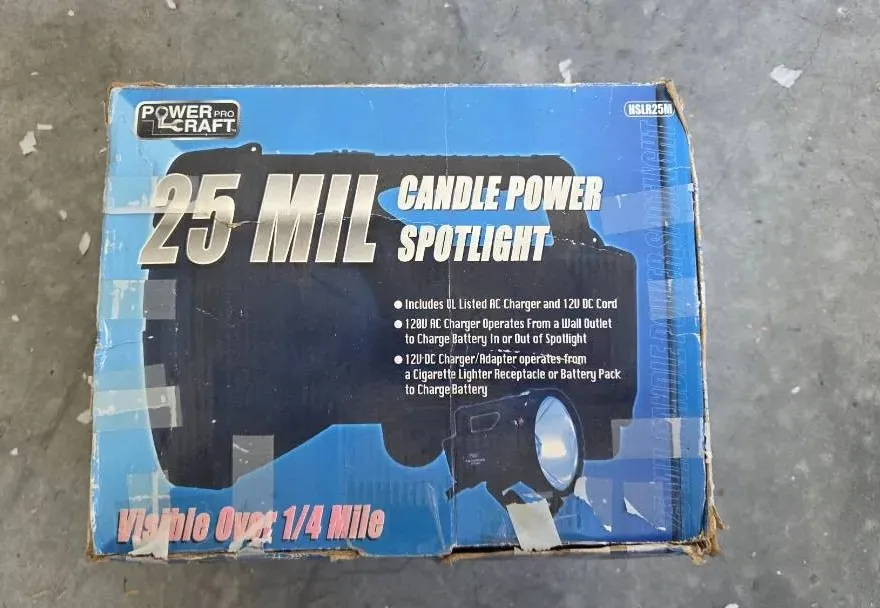 POWER PRO
CRAFT
HSLR25M
25 MIL
CANDLE POWER
SPOTLIGHT
● Includes UL Listed AC Charger and 12V DC Cord
● 120V AC Charger Operates From a Wall Outlet
to Charge Battery In or Out of Spotlight
● 12V DC Charger/Adapter operates from
a Cigarette Lighter Receptacle or Battery Pack
to Charge Battery
Visible Over 1/4 Mile